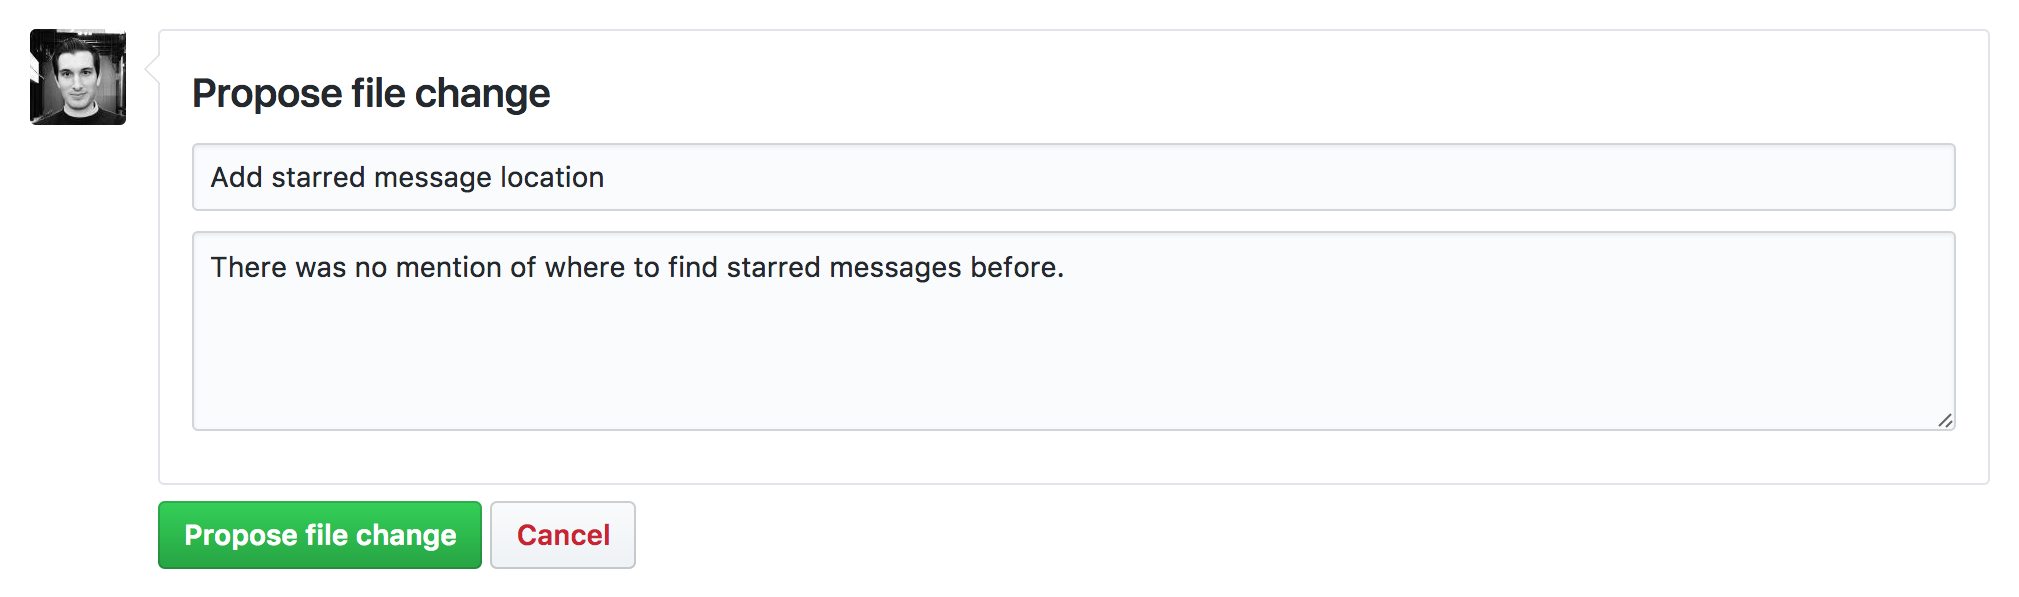 Propose file change
Add starred message location
There was no mention of where to find starred messages before.
Propose file change
Cancel